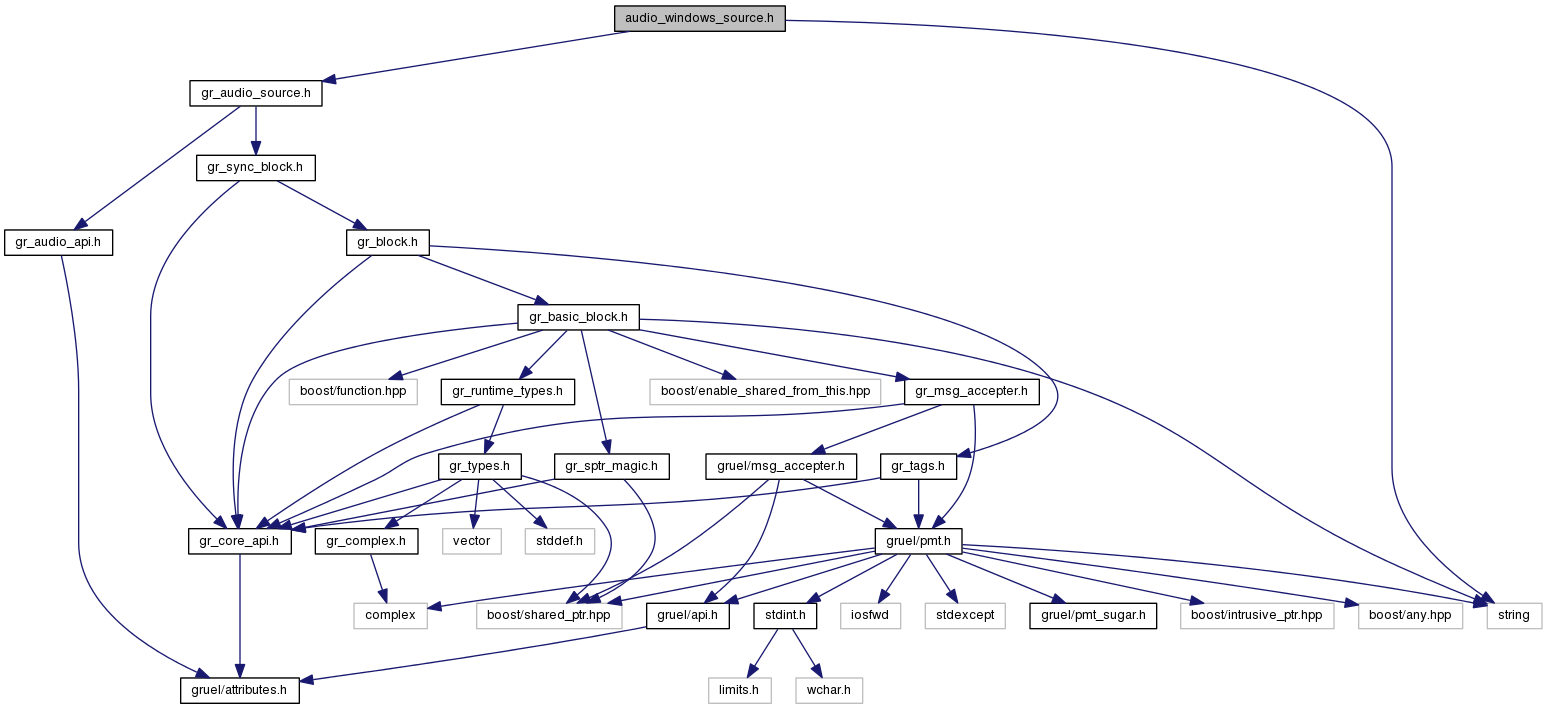 audio_windows_source.h
gr_audio_source.h
gr_sync_block.h
gr_audio_api.h
gr_block.h
gr_basic_block.h
boost/function.hpp
gr_runtime_types.h
boost/enable_shared_from_this.hpp
gr_msg_accepter.h
gr_types.h
gr_sptr_magic.h
gruel/msg_accepter.h
gr_tags.h
gr_core_api.h
gr_complex.h
vector
stddef.h
gruel/pmt.h
complex
boost/shared_ptr.hpp
gruel/api.h
stdint.h
iosfwd
stdexcept
gruel/pmt_sugar.h
boost/intrusive_ptr.hpp
boost/any.hpp
string
gruel/attributes.h
limits.h
wchar.h